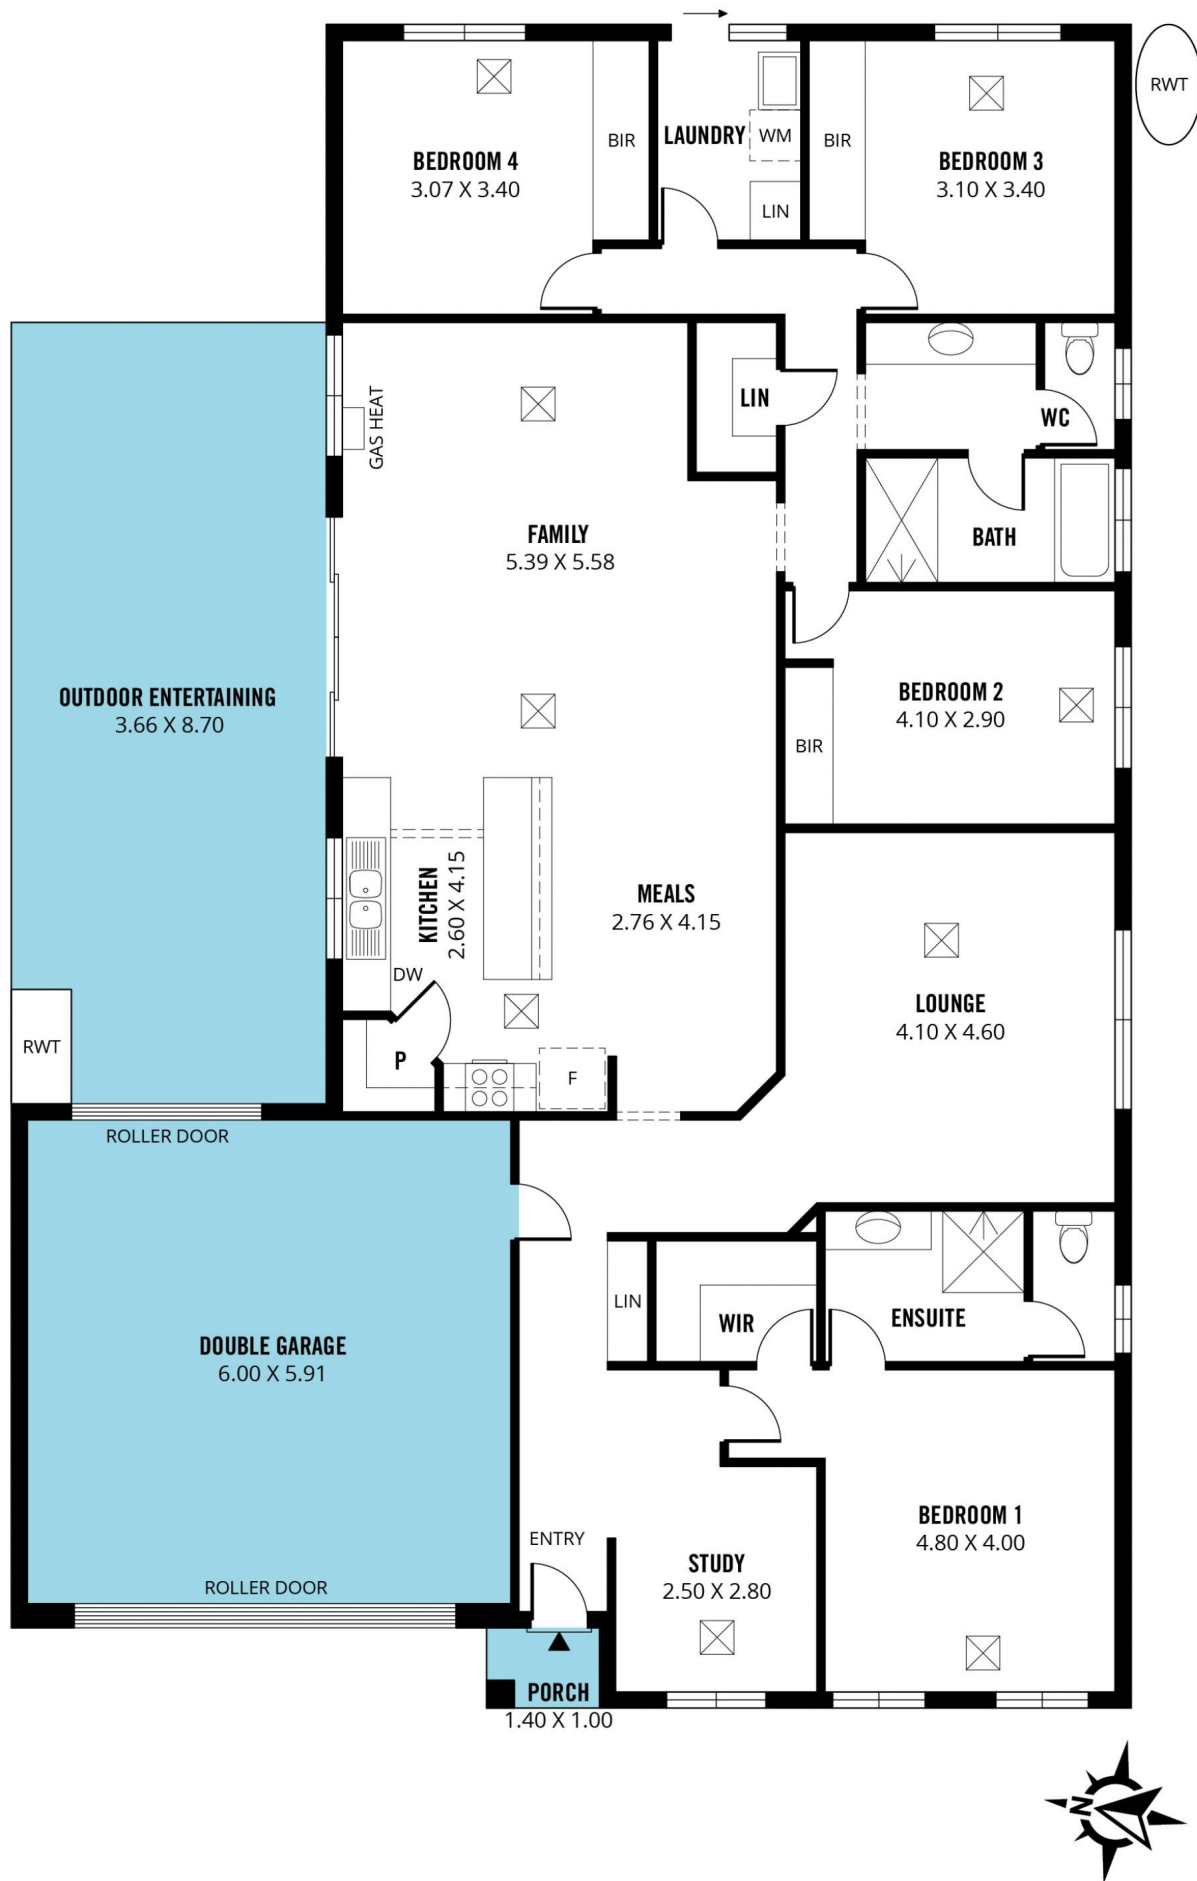 RWT
BEDROOM 4
3.07 X 3.40
BIR
LAUNDRY
WM
LIN
BIR
BEDROOM 3
3.10 X 3.40
GAS HEAT
LIN
WC
FAMILY
5.39 X 5.58
BATH
OUTDOOR ENTERTAINING
3.66 X 8.70
BEDROOM 2
4.10 X 2.90
BIR
KITCHEN
2.60 X 4.15
MEALS
2.76 X 4.15
DW
LOUNGE
4.10 X 4.60
RWT
P
F
ROLLER DOOR
LIN
WIR
ENSUITE
DOUBLE GARAGE
6.00 X 5.91
BEDROOM 1
4.80 X 4.00
ENTRY
STUDY
2.50 X 2.80
ROLLER DOOR
PORCH
1.40 X 1.00
N